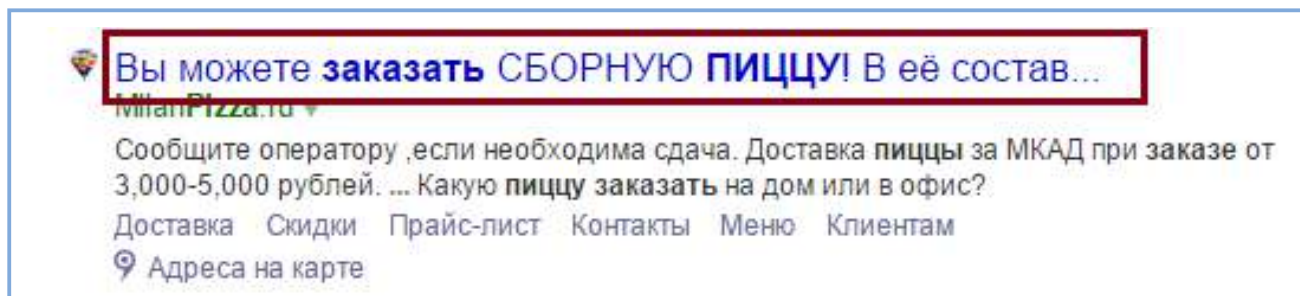 Вы можете заказать СБОРНУЮ ПИЦЦУ! В её состав...
MilanPizza.ru
Сообщите оператору ,если необходима сдача. Доставка пиццы за МКАД при заказе от
3,000-5,000 рублей. ... Какую пиццу заказать на дом или в офис?
Доставка Скидки Прайс-лист Контакты Меню Клиентам
Адреса на карте